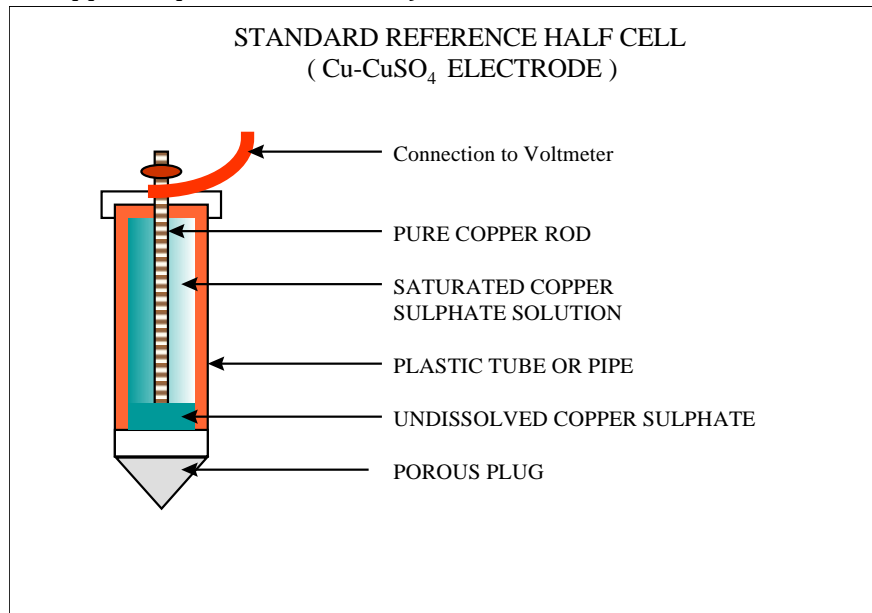 STANDARD REFERENCE HALF CELL
( Cu-CuSO₄ ELECTRODE )
Connection to Voltmeter
PURE COPPER ROD
SATURATED COPPER
SULPHATE SOLUTION
PLASTIC TUBE OR PIPE
UNDISSOLVED COPPER SULPHATE
POROUS PLUG